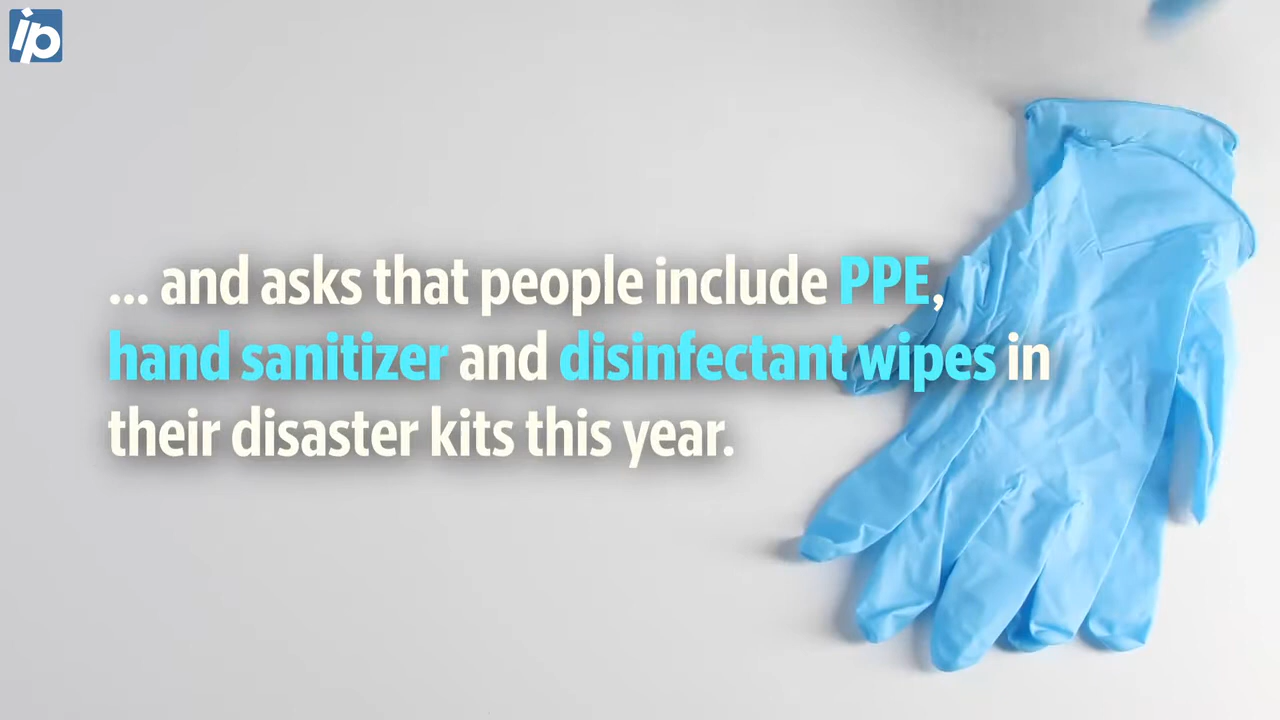 ip
... and asks that people include PPE,
hand sanitizer and disinfectant wipes in
their disaster kits this year.